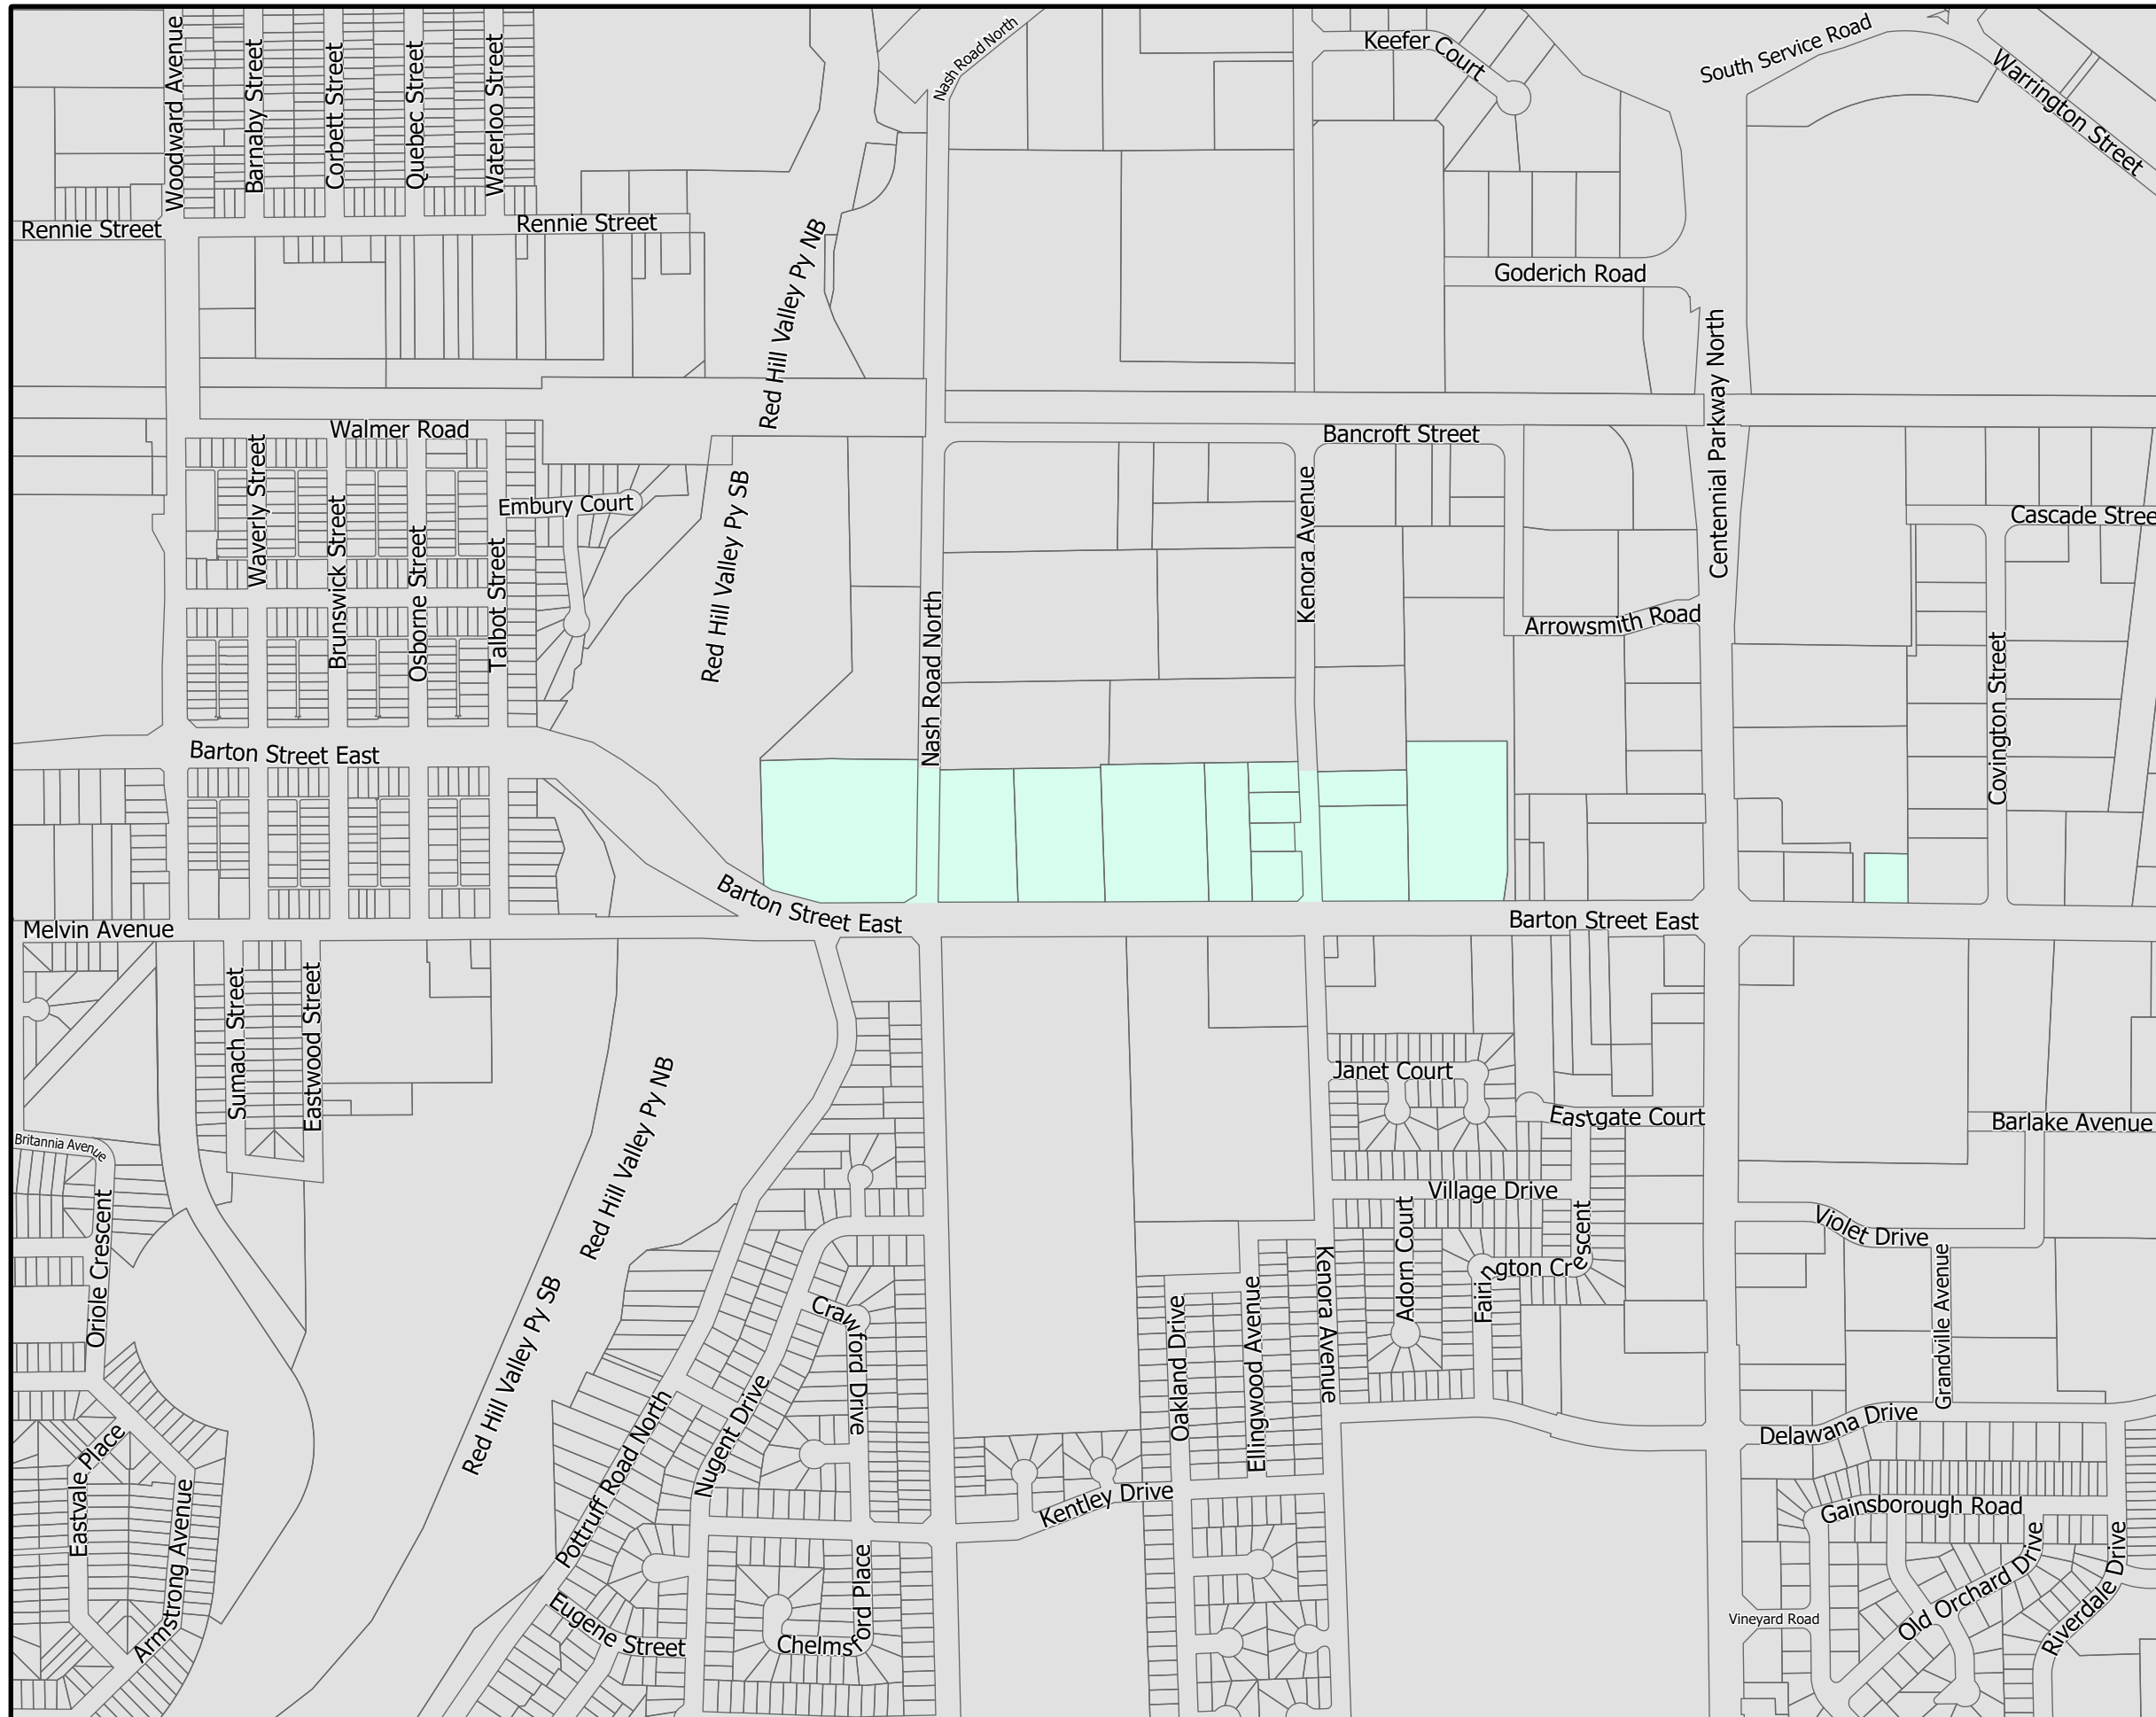 Woodward Avenue
Barnaby Street
Corbett Street
Quebec Street
Waterloo Street
Nash Road North
Keefer Court
South Service Road
Warrington Street
Rennie Street
Rennie Street
Red Hill Valley Py NB
Goderich Road
Centennial Parkway North
Walmer Road
Bancroft Street
Waverly Street
Brunswick Street
Osborne Street
Talbot Street
Embury Court
Red Hill Valley Py SB
Nash Road North
Kenora Avenue
Cascade Stree
Arrowsmith Road
Covington Street
Barton Street East
Barton Street East
Barton Street East
Melvin Avenue
Sumach Street
Eastwood Street
Red Hill Valley Py NB
Janet Court
Eastgate Court
Barlake Avenue
Britannia Avenue
Oriole Crescent
Village Drive
Adorn Court
Fairington Crescent
Violet Drive
Grandville Avenue
Red Hill Valley Py SB
Crawford Drive
Nugent Drive
Pottruff Road North
Oakland Drive
Ellingwood Avenue
Kenora Avenue
Delawana Drive
Eastvale Place
Armstrong Avenue
Kentley Drive
Gainsborough Road
Old Orchard Drive
Riverdale Drive
Vineyard Road
Eugene Street
Chelmsford Place